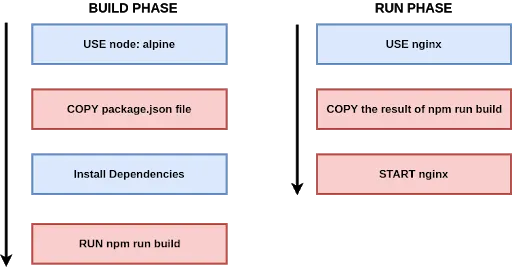 BUILD PHASE
USE node: alpine
COPY package.json file
Install Dependencies
RUN npm run build
RUN PHASE
USE nginx
COPY the result of npm run build
START nginx